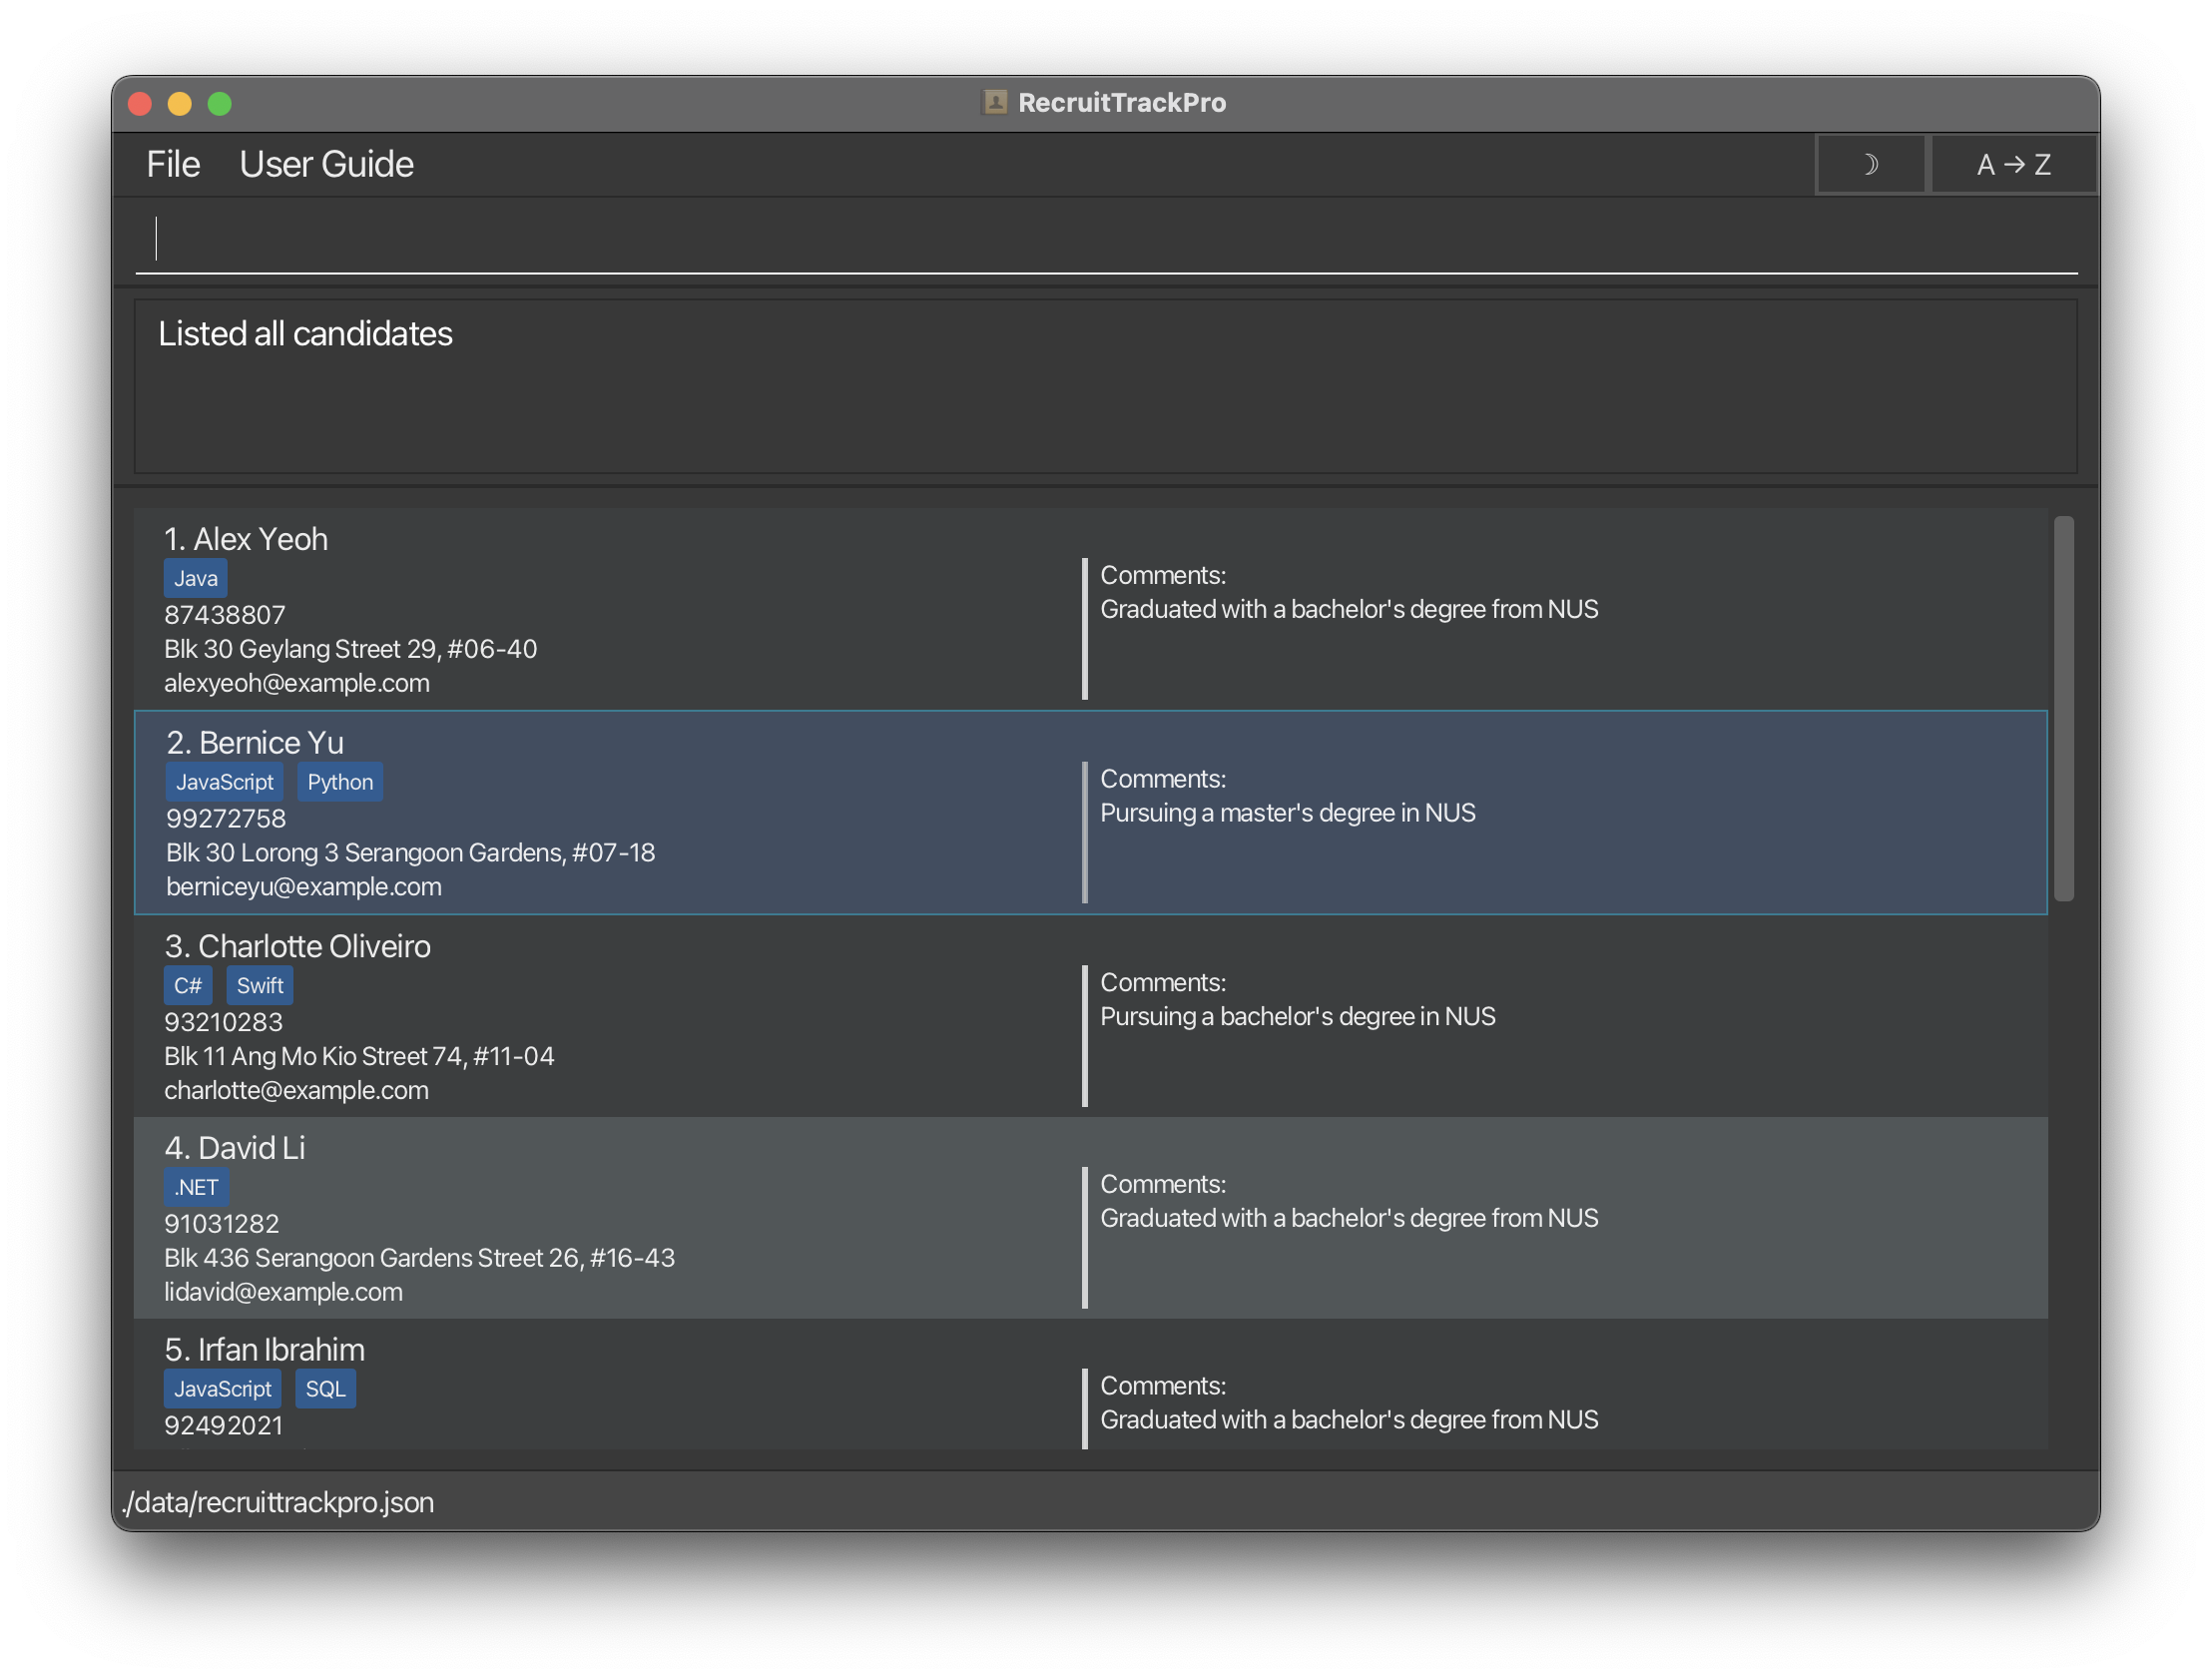 RecruitTrackPro
File User Guide ☽ A → Z
Listed all candidates
1. Alex Yeoh
Java
87438807
Blk 30 Geylang Street 29, #06-40
alexyeoh@example.com
Comments:
Graduated with a bachelor's degree from NUS
2. Bernice Yu
JavaScript Python
99272758
Blk 30 Lorong 3 Serangoon Gardens, #07-18
berniceyu@example.com
Comments:
Pursuing a master's degree in NUS
3. Charlotte Oliveiro
C# Swift
93210283
Blk 11 Ang Mo Kio Street 74, #11-04
charlotte@example.com
Comments:
Pursuing a bachelor's degree in NUS
4. David Li
.NET
91031282
Blk 436 Serangoon Gardens Street 26, #16-43
lidavid@example.com
Comments:
Graduated with a bachelor's degree from NUS
5. Irfan Ibrahim
JavaScript SQL
92492021
Comments:
Graduated with a bachelor's degree from NUS
./data/recruittrackpro.json